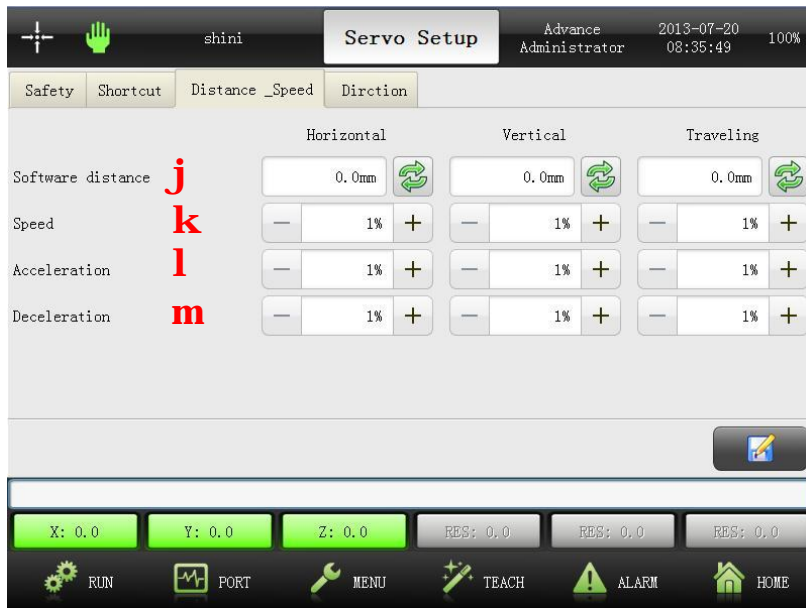 shini Servo Setup Advance Administrator 2013-07-20 08:35:49 100%
Safety Shortcut Distance _Speed Dirction
Horizontal Vertical Traveling
Software distance j 0.0mm 0.0mm 0.0mm
Speed k − 1% + − 1% + − 1% +
Acceleration l − 1% + − 1% + − 1% +
Deceleration m − 1% + − 1% + − 1% +
X: 0.0 Y: 0.0 Z: 0.0 RES: 0.0 RES: 0.0 RES: 0.0
RUN PORT MENU TEACH ALARM HOME